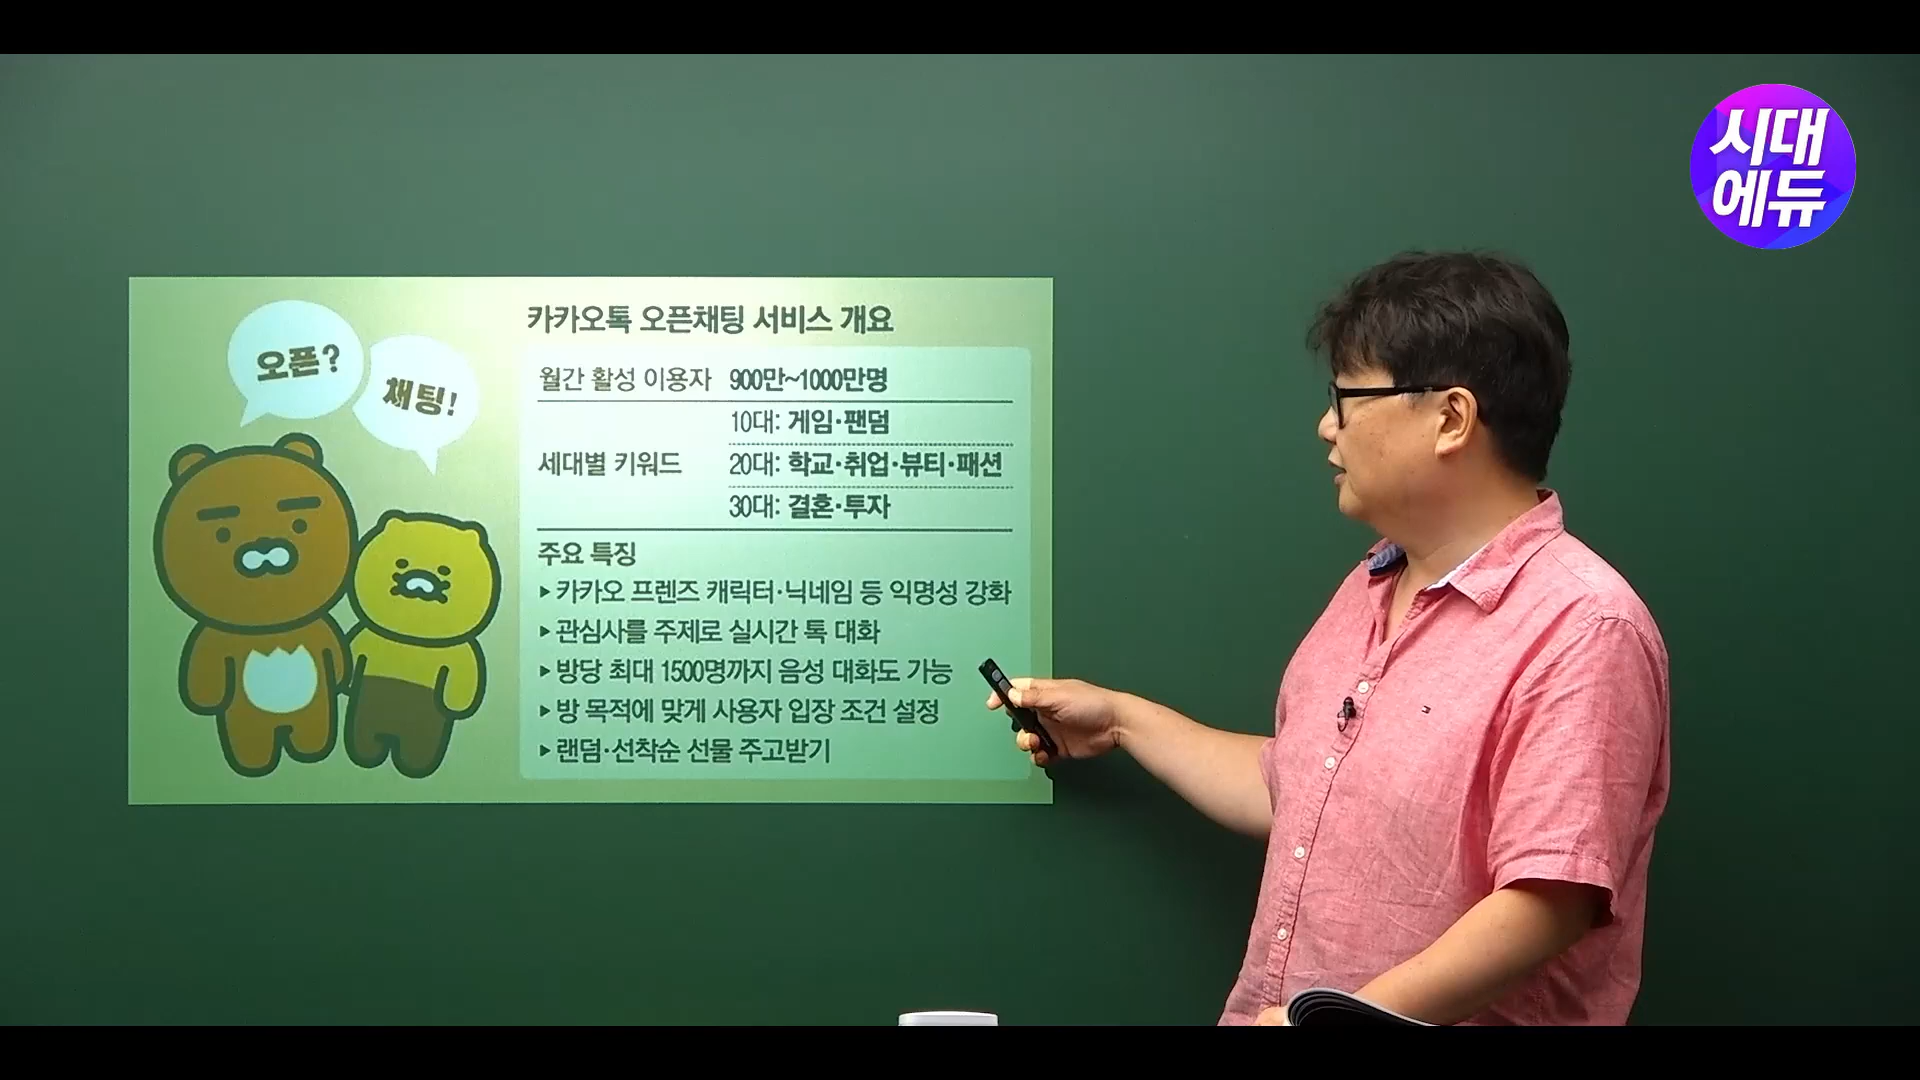 시대
에듀
오픈?
채팅!
카카오톡 오픈채팅 서비스 개요
월간 활성 이용자 900만~1000만명
세대별 키워드
10대: 게임·팬덤
20대: 학교·취업·뷰티·패션
30대: 결혼·투자
주요 특징
▸카카오 프렌즈 캐릭터·닉네임 등 익명성 강화
▸관심사를 주제로 실시간 톡 대화
▸방당 최대 1500명까지 음성 대화도 가능
▸방 목적에 맞게 사용자 입장 조건 설정
▸랜덤·선착순 선물 주고받기